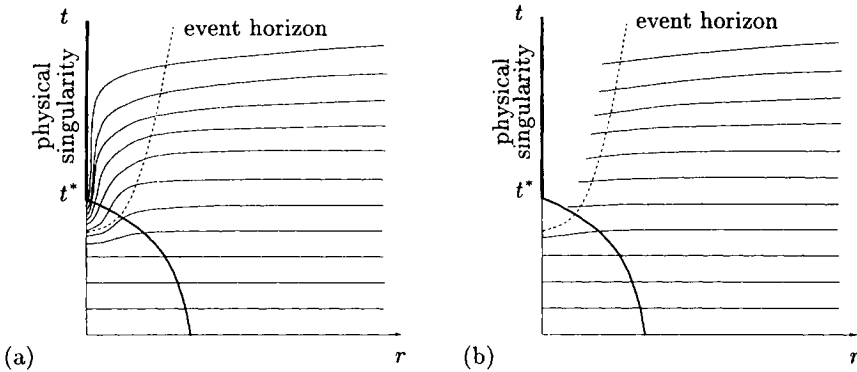 t
event horizon
physical
singularity
t*
(a)
r
t
event horizon
physical
singularity
t*
(b)
r